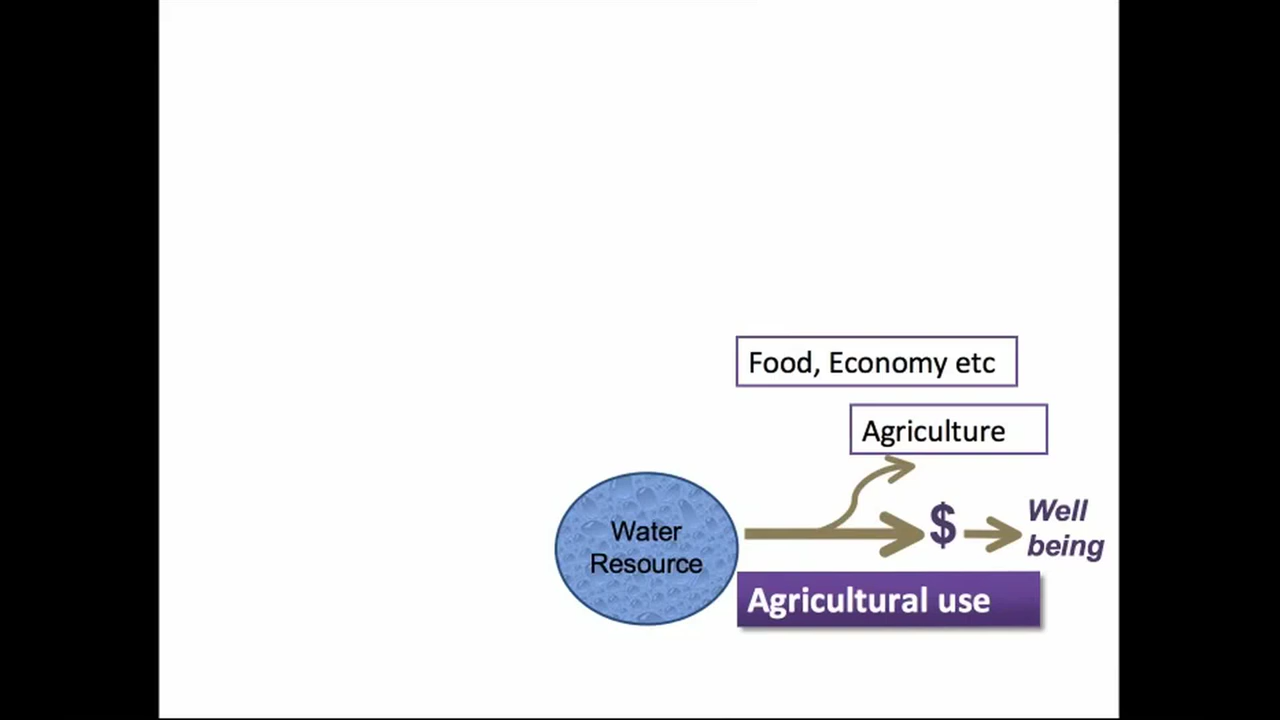 Food, Economy etc
Agriculture
Water
Resource
$
Well
being
Agricultural use